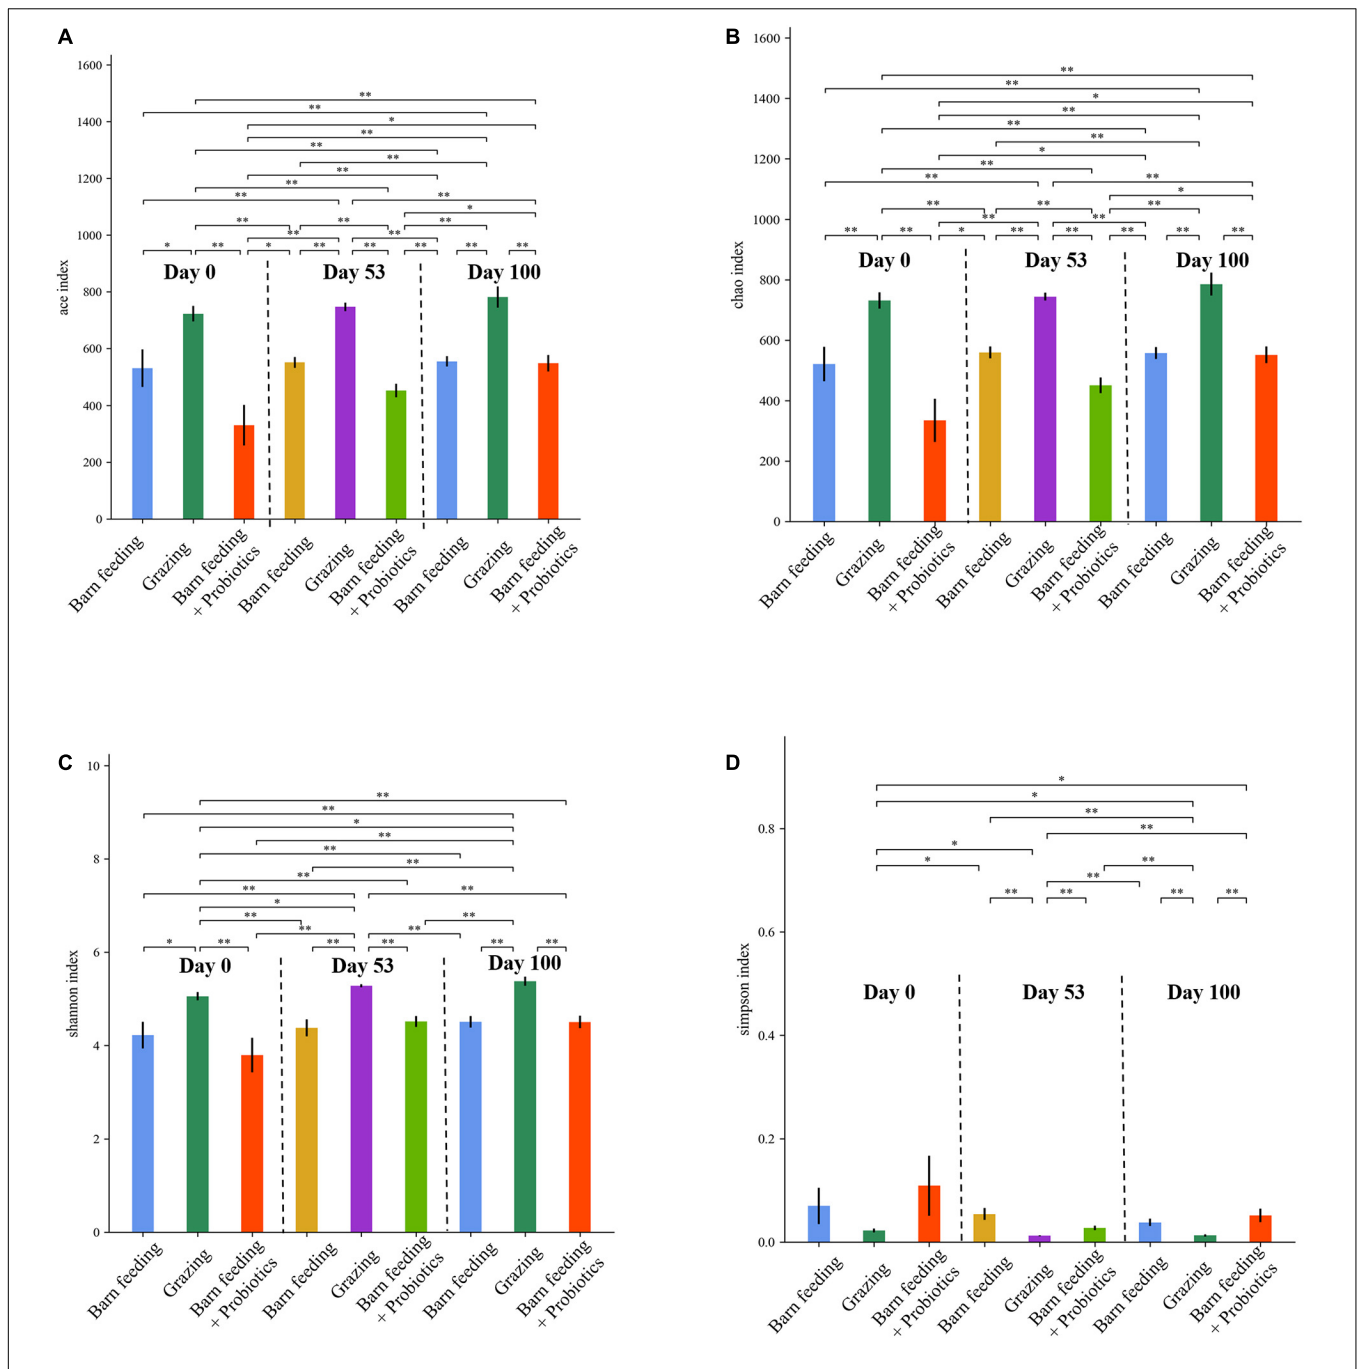 A
ace index
1600
1400
1200
1000
800
600
400
200
0
** ** * ** ** ** ** ** ** ** * ** ** ** ** ** * ** * ** ** ** ** **
Day 0 Day 53 Day 100
Barn feeding
Grazing
Barn feeding
+ Probiotics
Barn feeding
Grazing
Barn feeding
+ Probiotics
Barn feeding
Grazing
Barn feeding
+ Probiotics
B
chao index
1600
1400
1200
1000
800
600
400
200
0
** ** * ** ** ** * ** ** ** * ** ** ** ** ** ** ** * ** ** ** ** **
Day 0 Day 53 Day 100
Barn feeding
Grazing
Barn feeding
+ Probiotics
Barn feeding
Grazing
Barn feeding
+ Probiotics
Barn feeding
Grazing
Barn feeding
+ Probiotics
C
shannon index
10
8
6
4
2
0
** ** * ** ** ** ** ** ** * ** ** ** ** * ** ** ** ** **
Day 0 Day 53 Day 100
Barn feeding
Grazing
Barn feeding
+ Probiotics
Barn feeding
Grazing
Barn feeding
+ Probiotics
Barn feeding
Grazing
Barn feeding
+ Probiotics
D
simpson index
0.8
0.6
0.4
0.2
0.0
* * ** ** * * ** ** ** ** ** **
Day 0 Day 53 Day 100
Barn feeding
Grazing
Barn feeding
+ Probiotics
Barn feeding
Grazing
Barn feeding
+ Probiotics
Barn feeding
Grazing
Barn feeding
+ Probiotics